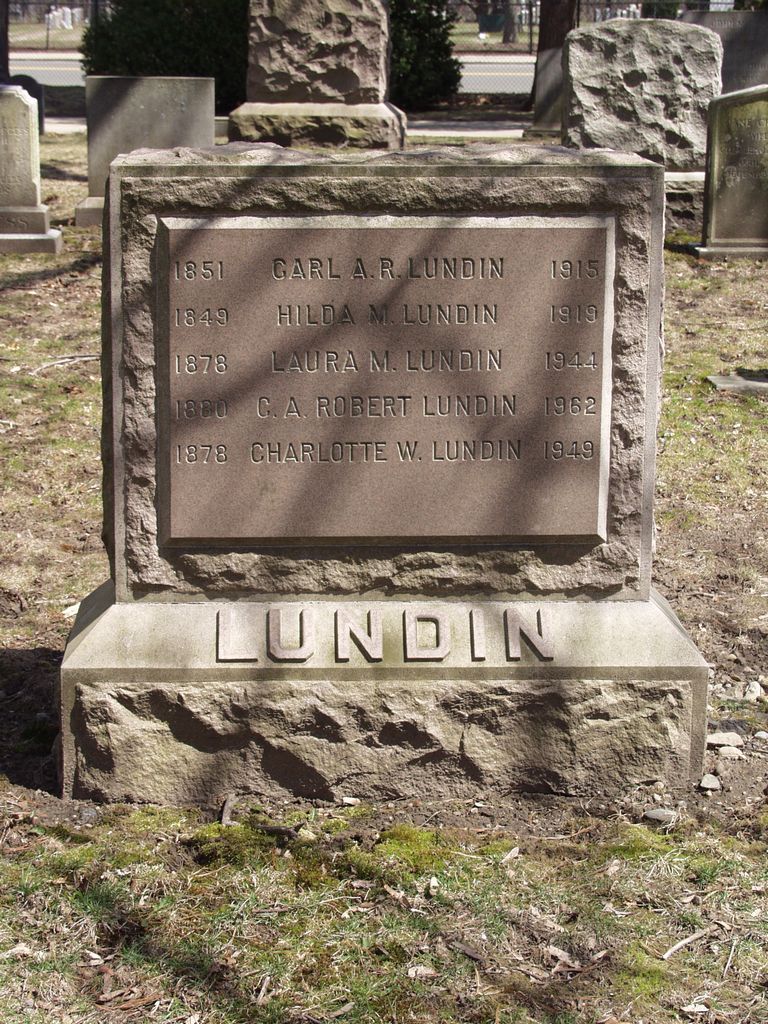 1851 CARL A. R. LUNDIN 1915
1849 HILDA M. LUNDIN 1919
1878 LAURA M. LUNDIN 1944
1880 C. A. ROBERT LUNDIN 1962
1878 CHARLOTTE W. LUNDIN 1949
LUNDIN